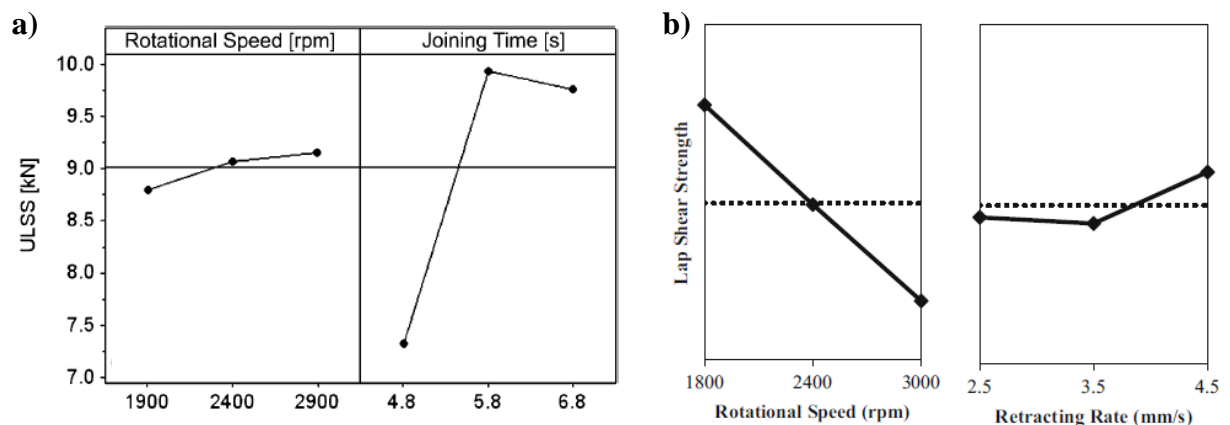 a)
Rotational Speed [rpm] Joining Time [s]
10.0
9.5
9.0
8.5
8.0
7.5
7.0
ULSS [kN]
1900 2400 2900 4.8 5.8 6.8
b)
Lap Shear Strength
1800 2400 3000 2.5 3.5 4.5
Rotational Speed (rpm) Retracting Rate (mm/s)